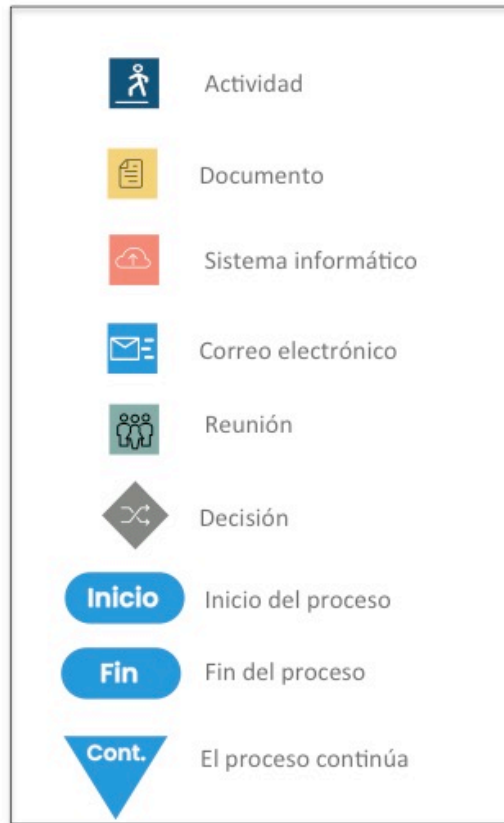 Actividad
Documento
Sistema informático
Correo electrónico
Reunión
Decisión
Inicio Inicio del proceso
Fin Fin del proceso
Cont. El proceso continúa